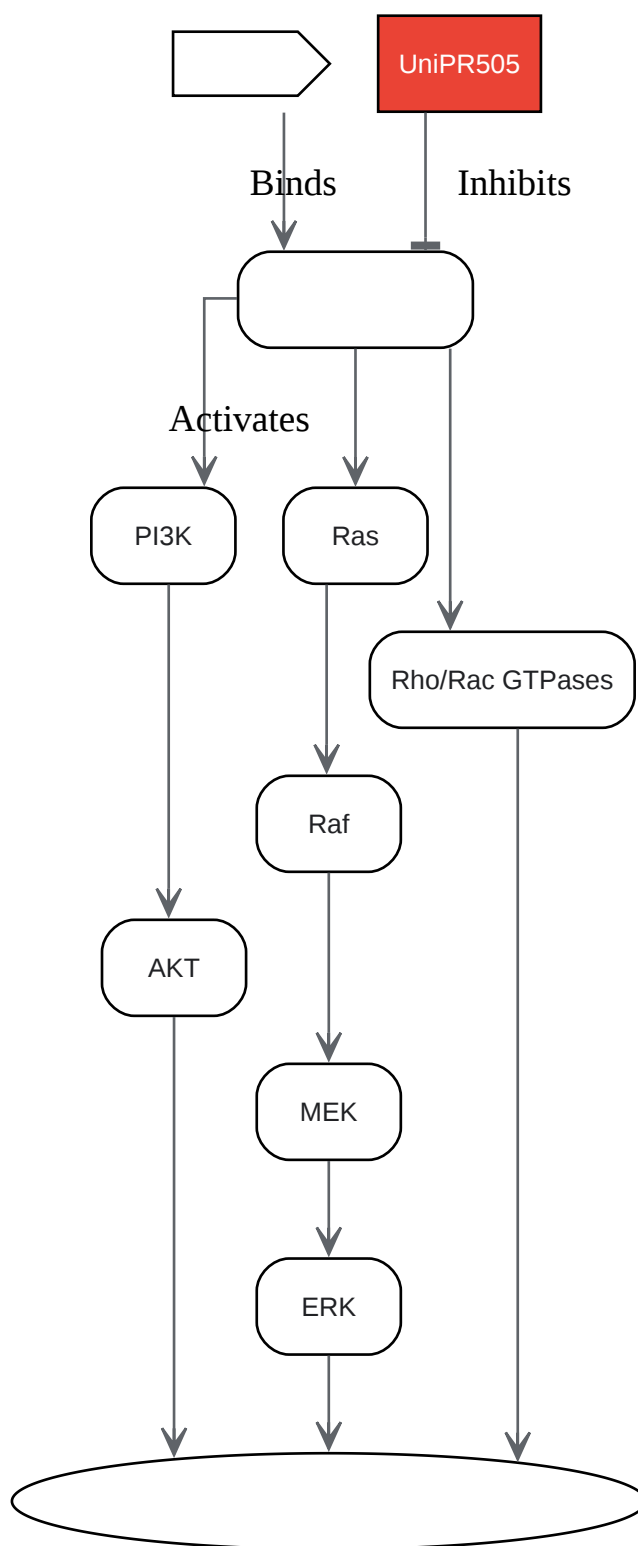 UniPR505
Binds
Inhibits
Activates
PI3K
Ras
Rho/Rac GTPases
Raf
AKT
MEK
ERK